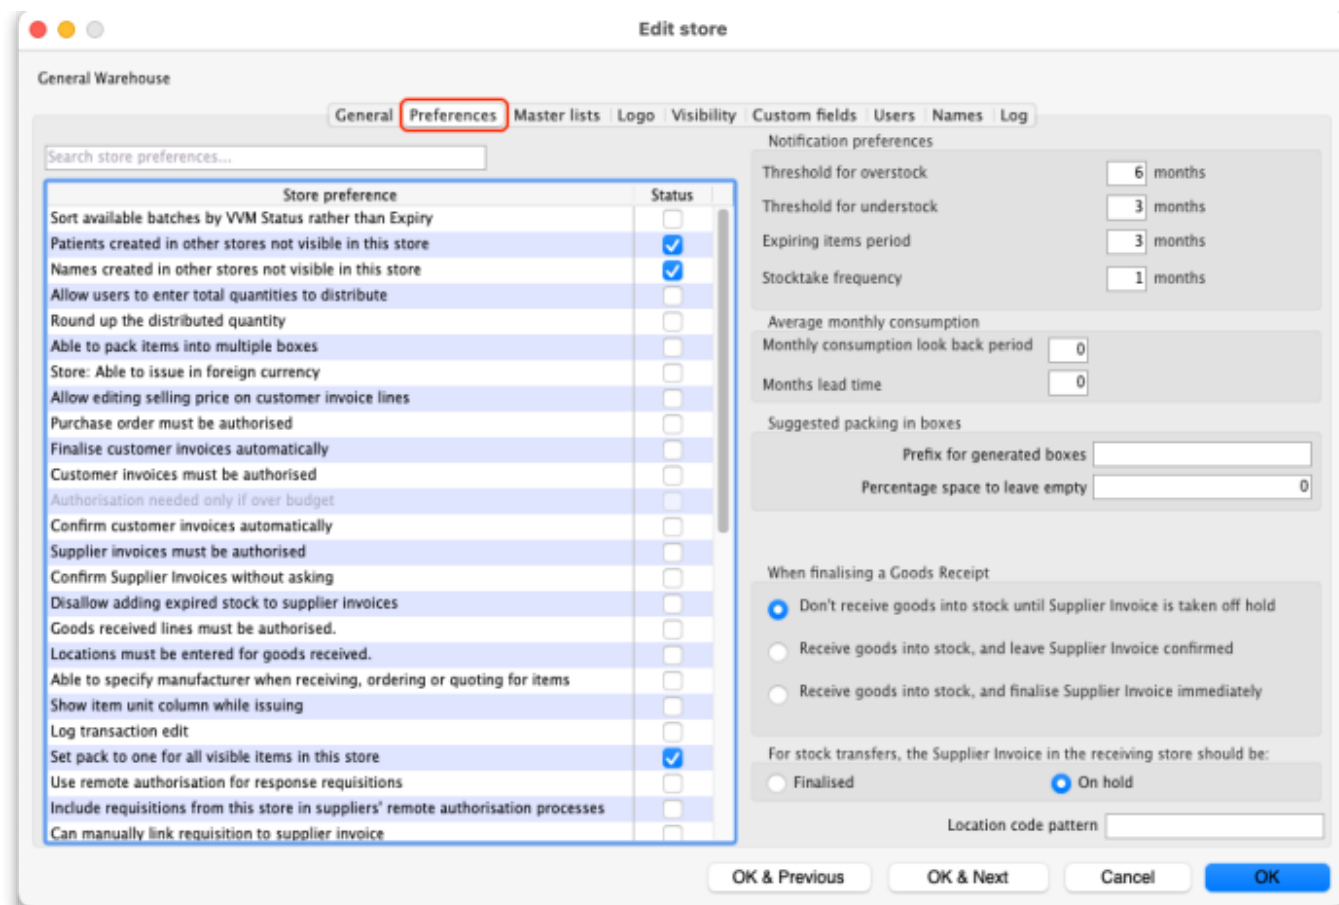 Edit store
General Warehouse
General Preferences Master lists Logo Visibility Custom fields Users Names Log
Search store preferences...
Store preference Status
Sort available batches by VVM Status rather than Expiry
Patients created in other stores not visible in this store
Names created in other stores not visible in this store
Allow users to enter total quantities to distribute
Round up the distributed quantity
Able to pack items into multiple boxes
Store: Able to issue in foreign currency
Allow editing selling price on customer invoice lines
Purchase order must be authorised
Finalise customer invoices automatically
Customer invoices must be authorised
Authorisation needed only if over budget
Confirm customer invoices automatically
Supplier invoices must be authorised
Confirm Supplier Invoices without asking
Disallow adding expired stock to supplier invoices
Goods received lines must be authorised.
Locations must be entered for goods received.
Able to specify manufacturer when receiving, ordering or quoting for items
Show item unit column while issuing
Log transaction edit
Set pack to one for all visible items in this store
Use remote authorisation for response requisitions
Include requisitions from this store in suppliers' remote authorisation processes
Can manually link requisition to supplier invoice
Notification preferences
Threshold for overstock 6 months
Threshold for understock 3 months
Expiring items period 3 months
Stocktake frequency 1 months
Average monthly consumption
Monthly consumption look back period 0
Months lead time 0
Suggested packing in boxes
Prefix for generated boxes
Percentage space to leave empty 0
When finalising a Goods Receipt
Don't receive goods into stock until Supplier Invoice is taken off hold
Receive goods into stock, and leave Supplier Invoice confirmed
Receive goods into stock, and finalise Supplier Invoice immediately
For stock transfers, the Supplier Invoice in the receiving store should be:
Finalised On hold
Location code pattern
OK & Previous OK & Next Cancel OK